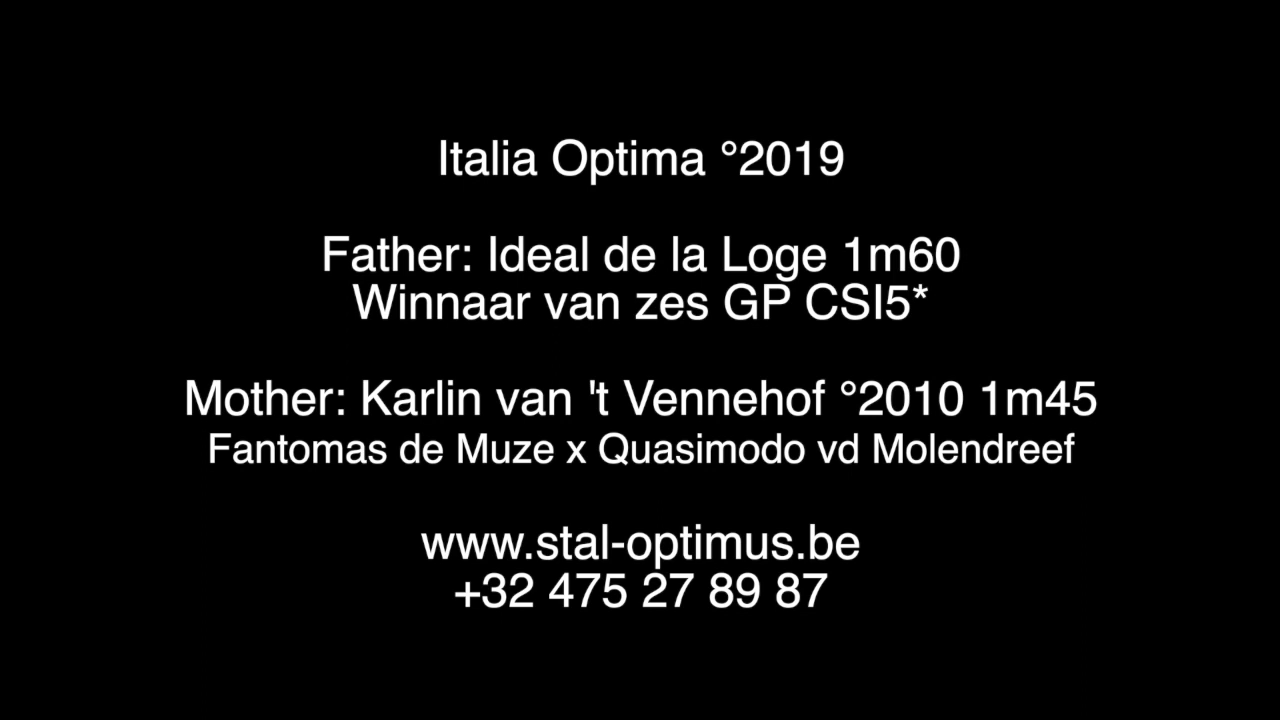 Italia Optima °2019
Father: Ideal de la Loge 1m60
Winnaar van zes GP CSI5*
Mother: Karlin van 't Vennehof °2010 1m45
Fantomas de Muze x Quasimodo vd Molendreef
www.stal-optimus.be
+32 475 27 89 87